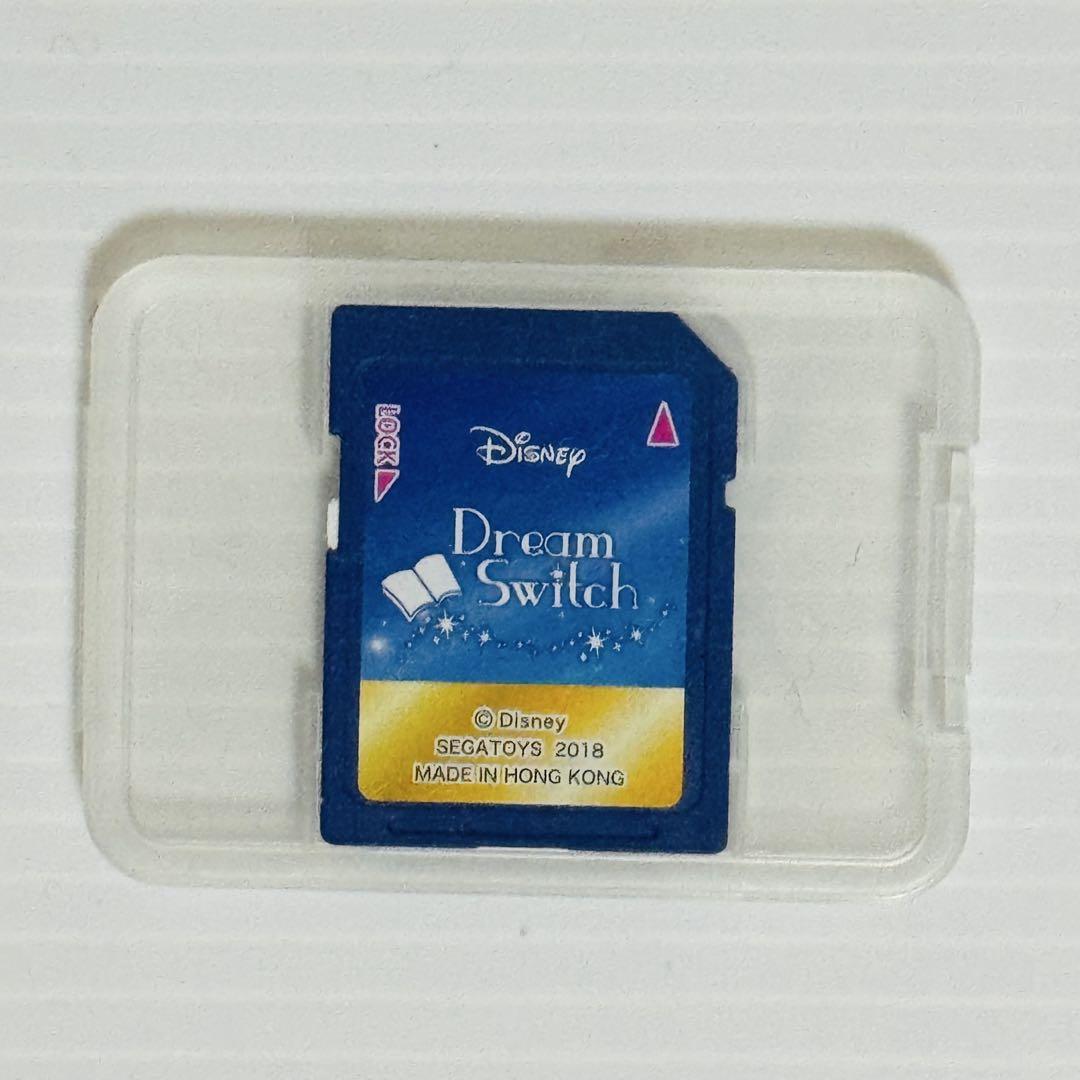 LOCK
Disney
Dream
Switch
© Disney
SEGATOYS 2018
MADE IN HONG KONG